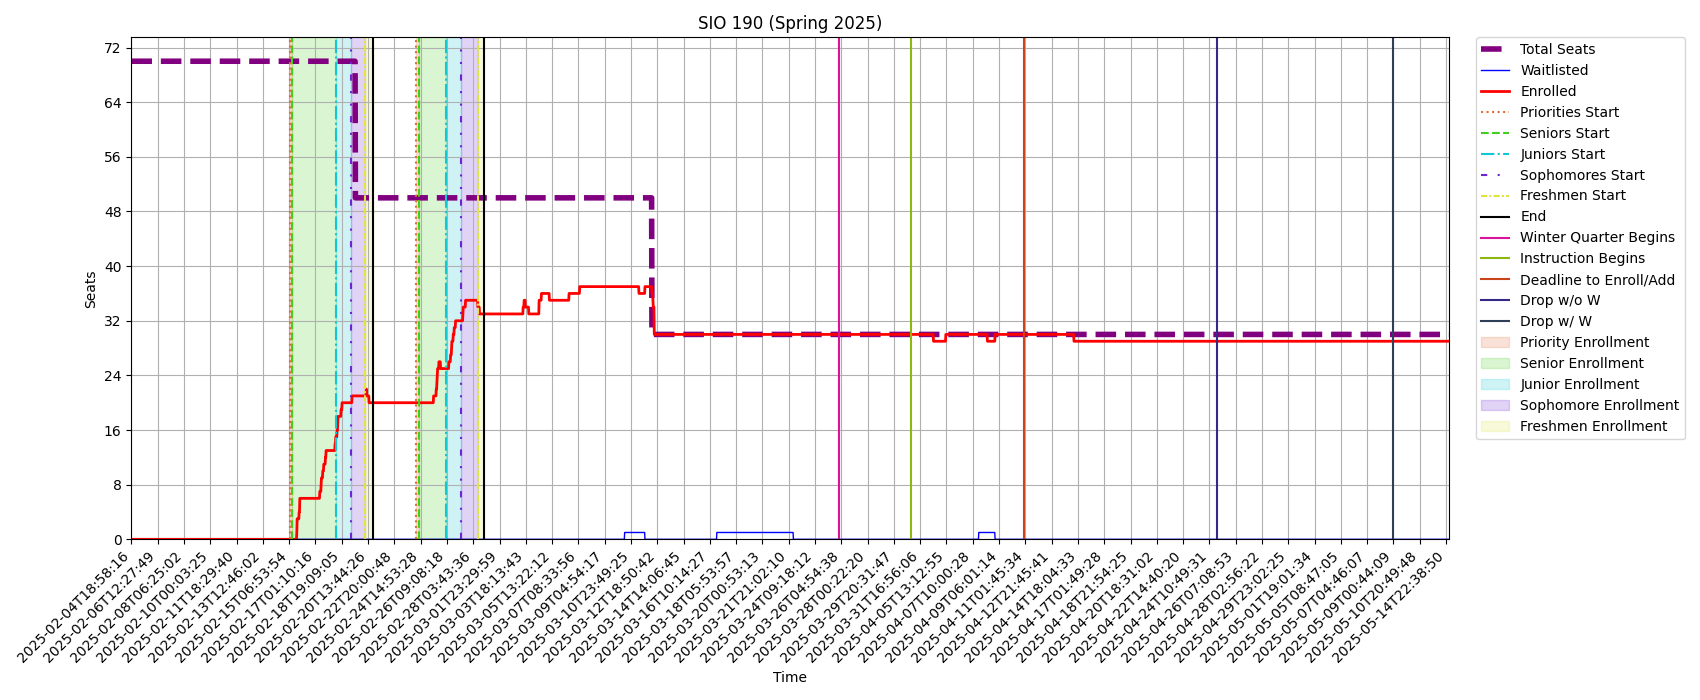 SIO 190 (Spring 2025)
72
64
56
48
40
32
24
16
8
0
Seats
2025-02-04T18:58:16
2025-02-06T12:27:49
2025-02-08T06:25:02
2025-02-10T00:03:25
2025-02-11T18:29:40
2025-02-13T12:46:02
2025-02-15T06:53:54
2025-02-17T01:10:16
2025-02-18T19:09:05
2025-02-20T13:44:26
2025-02-22T20:00:48
2025-02-24T14:53:28
2025-02-26T09:08:18
2025-02-28T03:43:36
2025-03-01T23:29:59
2025-03-03T18:13:43
2025-03-05T13:22:12
2025-03-07T08:33:56
2025-03-09T04:54:17
2025-03-10T23:49:25
2025-03-12T18:50:42
2025-03-14T14:06:45
2025-03-16T10:14:27
2025-03-18T05:53:57
2025-03-20T00:53:13
2025-03-21T21:02:10
2025-03-24T09:18:12
2025-03-26T04:54:38
2025-03-28T00:22:20
2025-03-29T20:31:47
2025-03-31T16:56:06
2025-04-05T13:12:55
2025-04-07T10:00:28
2025-04-09T06:01:14
2025-04-11T01:45:34
2025-04-12T21:45:41
2025-04-14T18:04:33
2025-04-17T01:49:28
2025-04-18T21:54:25
2025-04-20T18:31:02
2025-04-22T14:40:20
2025-04-24T10:49:31
2025-04-26T07:08:53
2025-04-28T02:56:22
2025-04-29T23:02:25
2025-05-01T19:01:34
2025-05-05T08:47:05
2025-05-07T04:46:07
2025-05-09T00:44:09
2025-05-10T20:49:48
2025-05-14T22:38:50
Time
Total Seats
Waitlisted
Enrolled
Priorities Start
Seniors Start
Juniors Start
Sophomores Start
Freshmen Start
End
Winter Quarter Begins
Instruction Begins
Deadline to Enroll/Add
Drop w/o W
Drop w/ W
Priority Enrollment
Senior Enrollment
Junior Enrollment
Sophomore Enrollment
Freshmen Enrollment